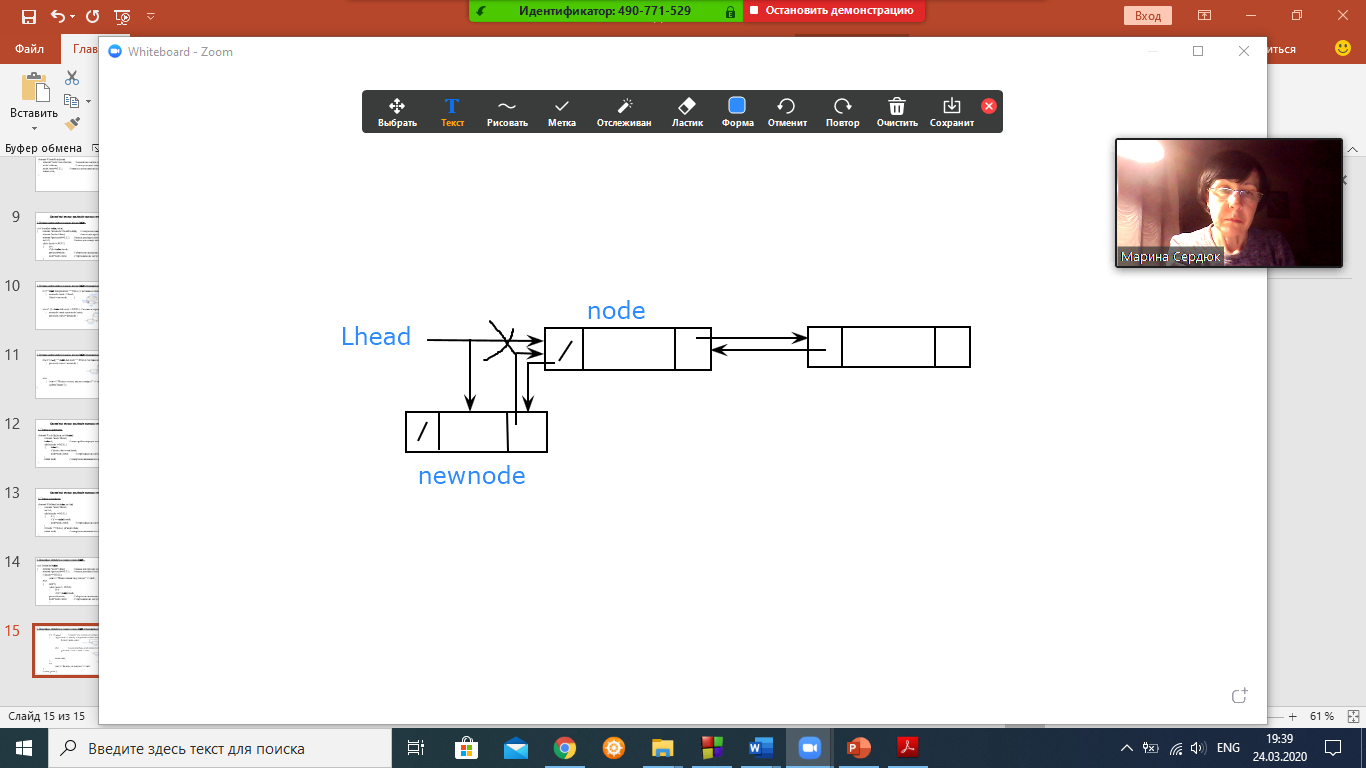 Идентификатор: 490-771-529
Остановить демонстрацию
Вход
Файл
Глав
иться
Whiteboard - Zoom
Вставить
Буфер обмена
Выбрать
Текст
Рисовать
Метка
Отслеживан
Ластик
Форма
Отменит
Повтор
Очистить
Сохранит
Марина Сердюк
9
10
11
12
13
14
15
node
Lhead
newnode
Слайд 15 из 15
61 %
Введите здесь текст для поиска
ENG
19:39
24.03.2020